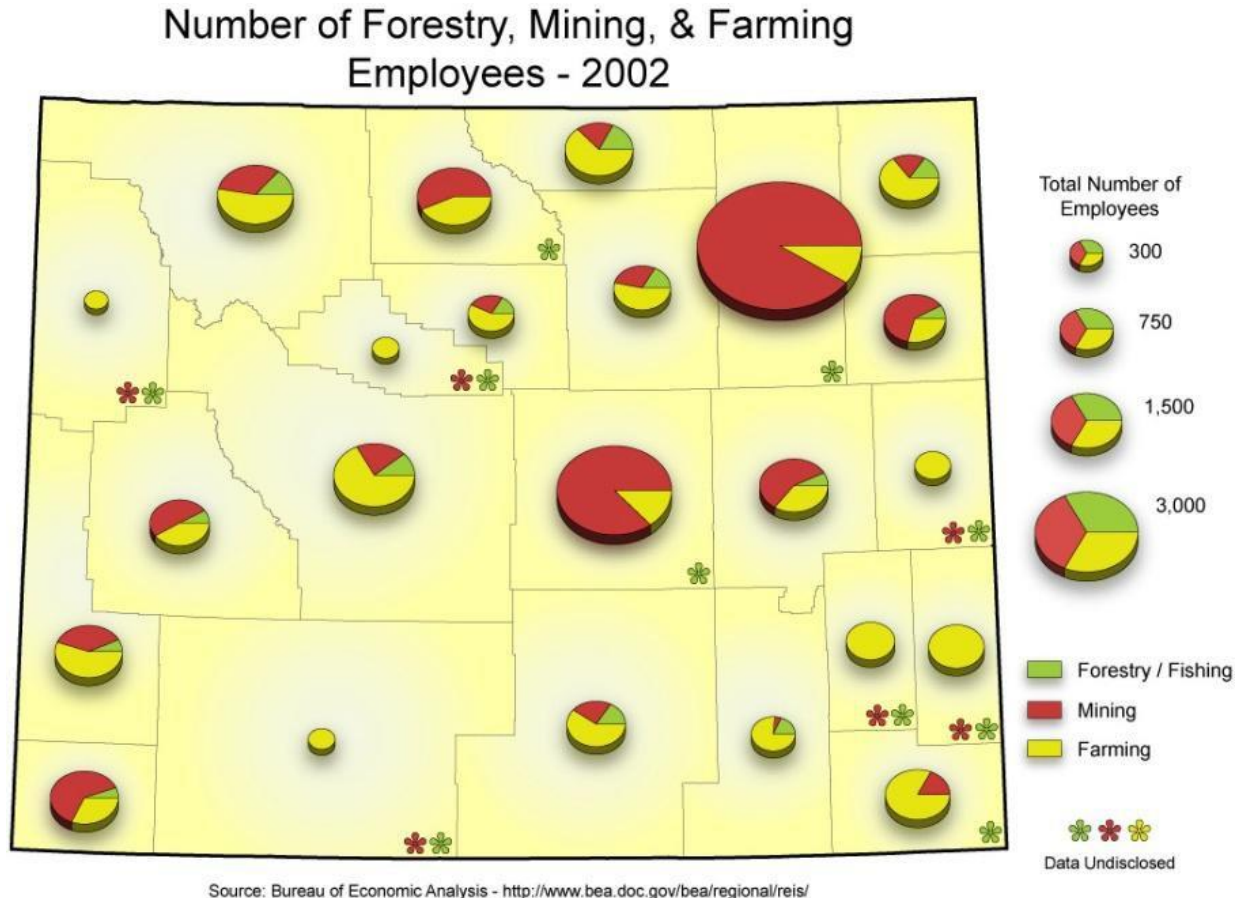 Number of Forestry, Mining, & Farming
Employees - 2002
Total Number of
Employees
300
750
1,500
3,000
Forestry / Fishing
Mining
Farming
Data Undisclosed
Source: Bureau of Economic Analysis - http://www.bea.doc.gov/bea/regional/reis/